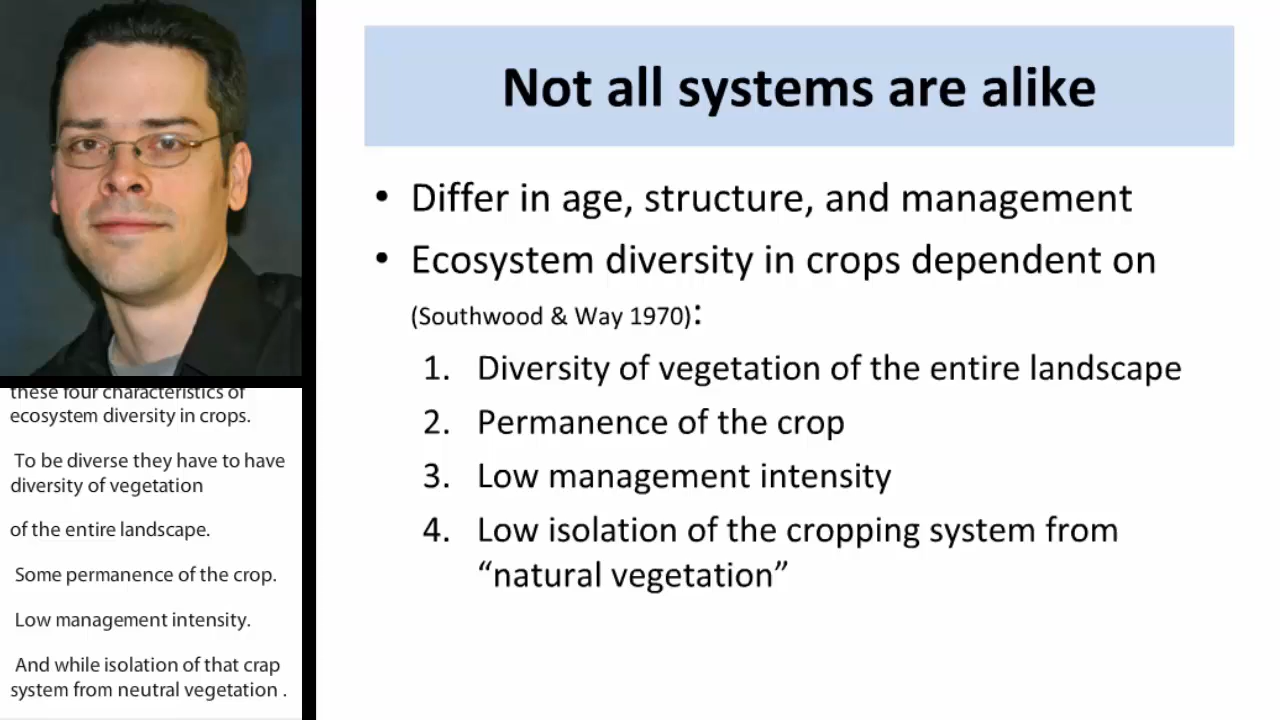 Not all systems are alike
• Differ in age, structure, and management
• Ecosystem diversity in crops dependent on
(Southwood & Way 1970):
1. Diversity of vegetation of the entire landscape
2. Permanence of the crop
3. Low management intensity
4. Low isolation of the cropping system from
“natural vegetation”
these four characteristics of
ecosystem diversity in crops.
To be diverse they have to have
diversity of vegetation
of the entire landscape.
Some permanence of the crop.
Low management intensity.
And while isolation of that crap
system from neutral vegetation .